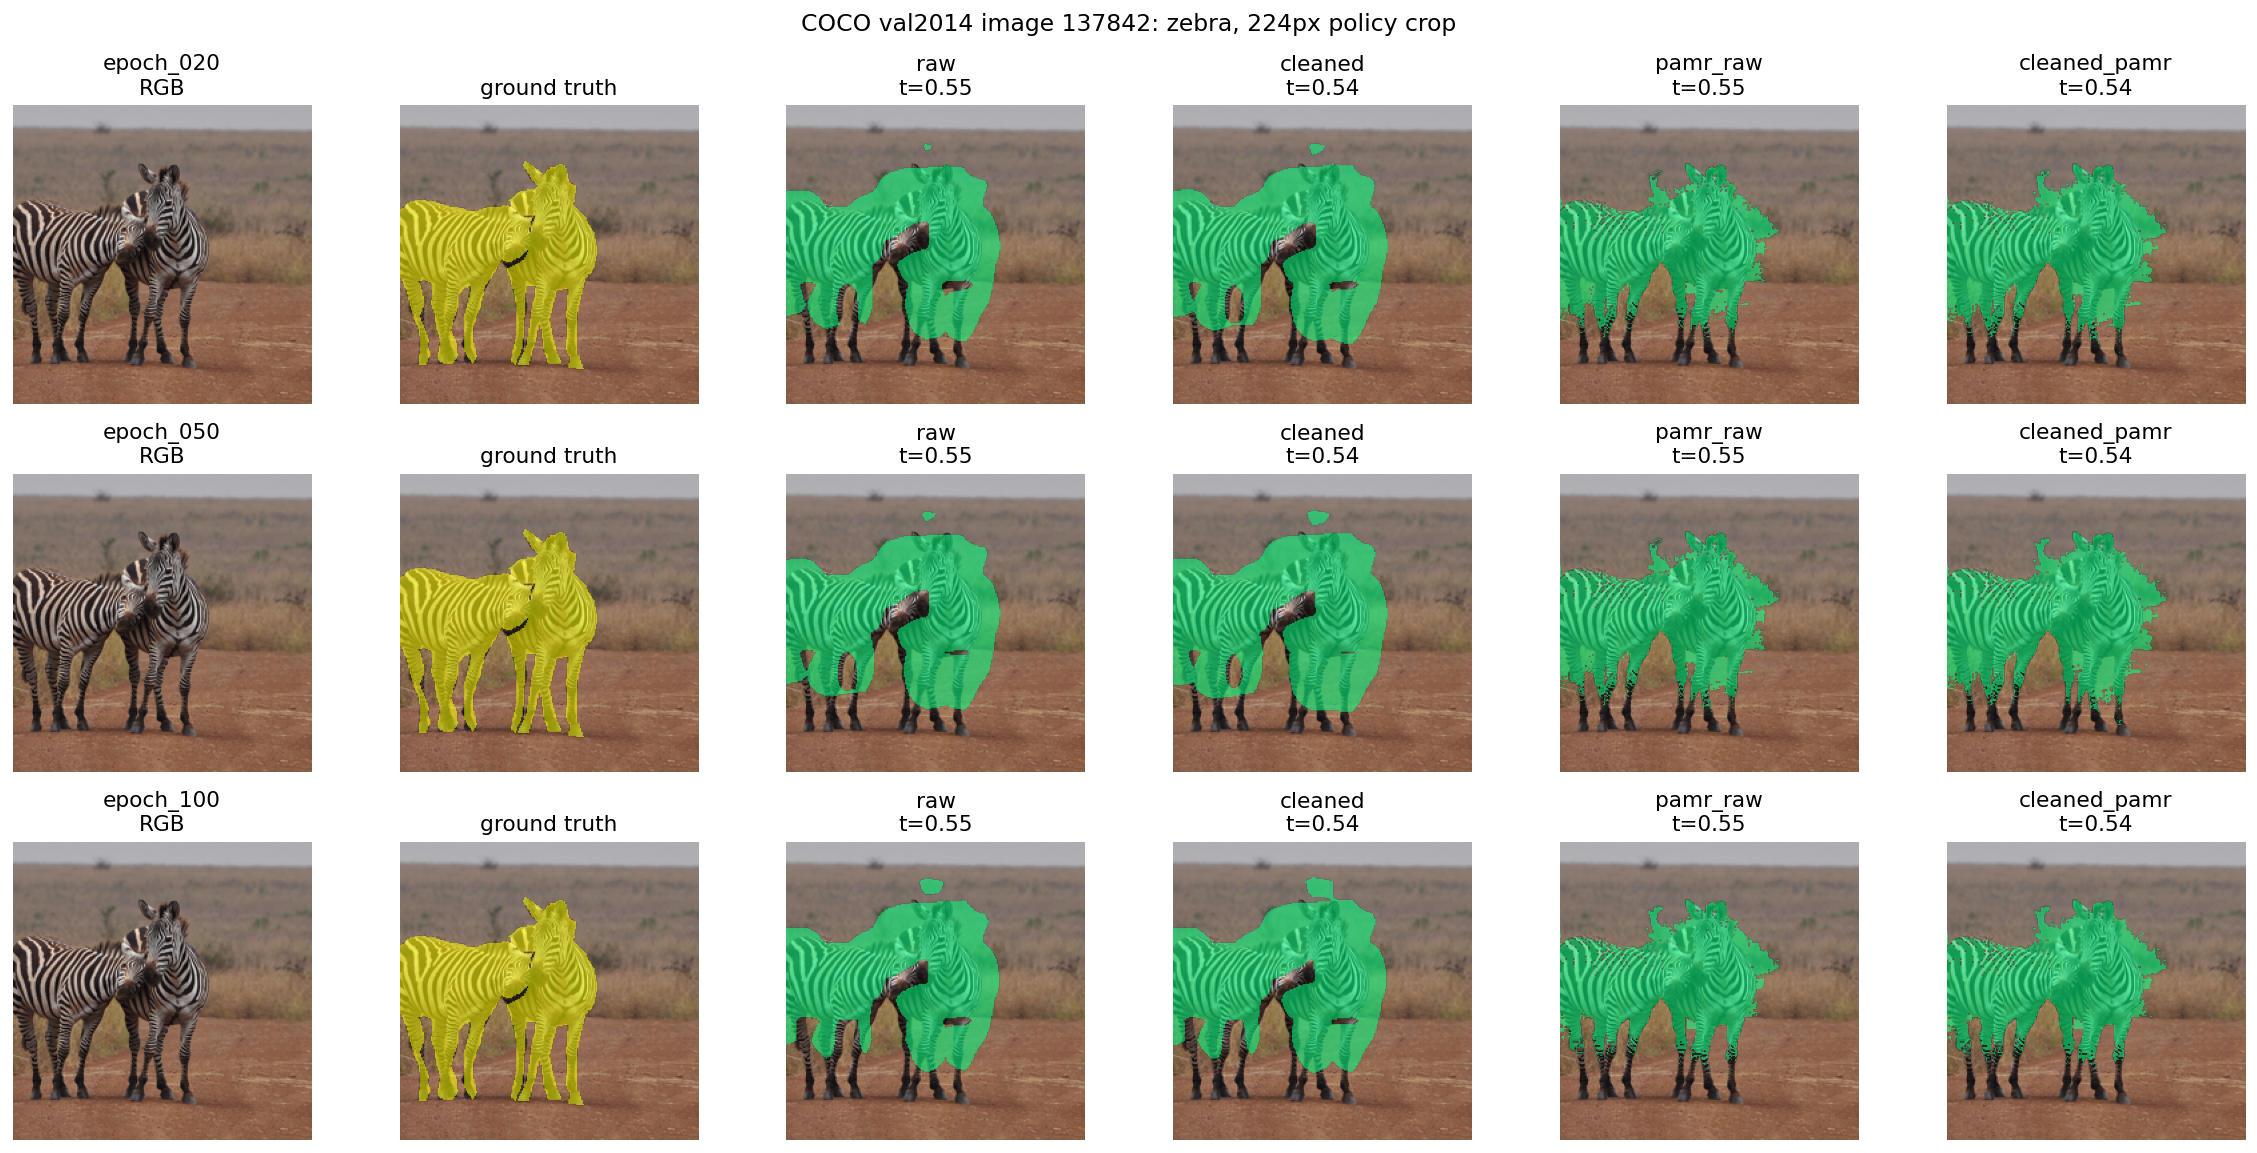 COCO val2014 image 137842: zebra, 224px policy crop
epoch_020
RGB
ground truth
raw
t=0.55
cleaned
t=0.54
pamr_raw
t=0.55
cleaned_pamr
t=0.54
epoch_050
RGB
ground truth
raw
t=0.55
cleaned
t=0.54
pamr_raw
t=0.55
cleaned_pamr
t=0.54
epoch_100
RGB
ground truth
raw
t=0.55
cleaned
t=0.54
pamr_raw
t=0.55
cleaned_pamr
t=0.54